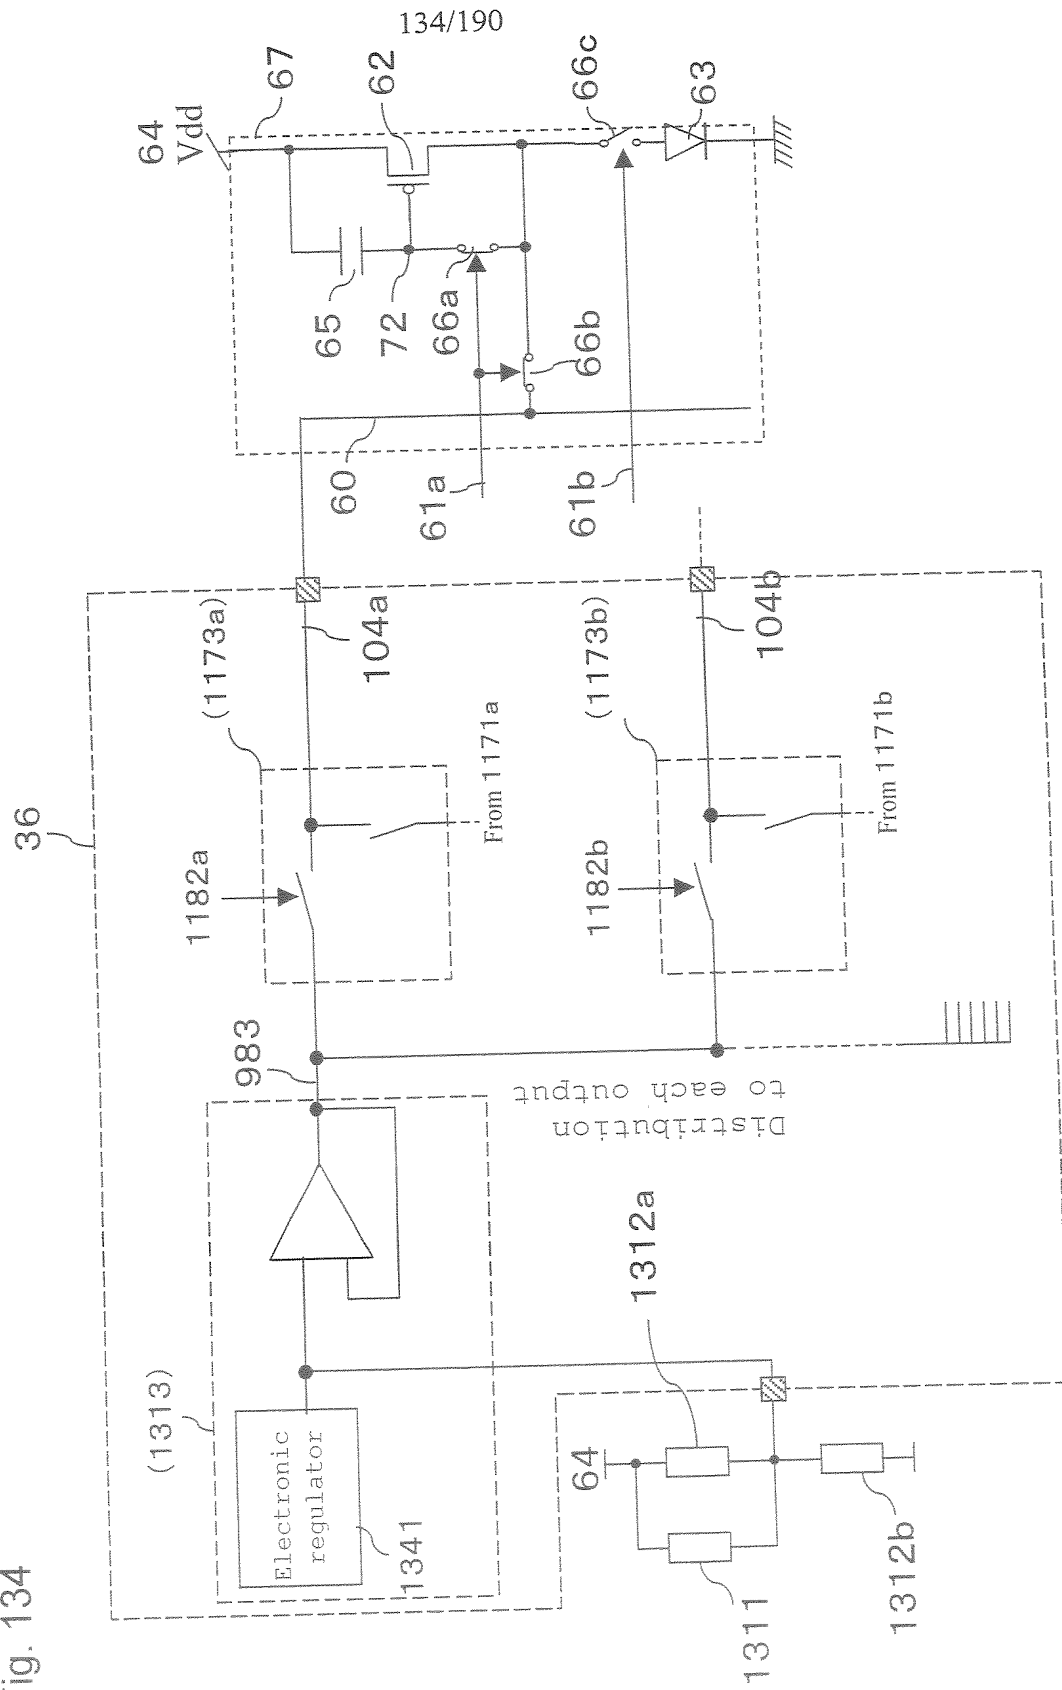 134/190
67
62
66c
63
64
Vdd
65
72
66a
66b
60
61a
61b
36
(1173a)
104a
(1173b)
104b
1182a
From 1171a
1182b
From 1171b
983
Distribution
to each output
(1313)
Electronic
regulator
1341
1312a
64
1311
1312b
ig. 134